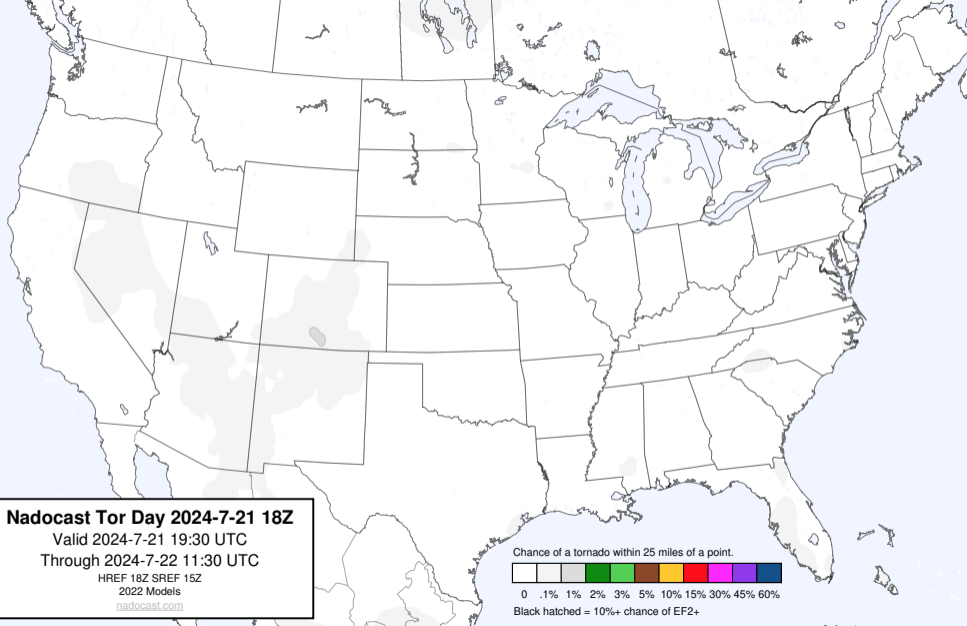 Nadocast Tor Day 2024-7-21 18Z
Valid 2024-7-21 19:30 UTC
Through 2024-7-22 11:30 UTC
HREF 18Z SREF 15Z
2022 Models
nadocast.com
Chance of a tornado within 25 miles of a point.
0 .1% 1% 2% 3% 5% 10% 15% 30% 45% 60%
Black hatched = 10%+ chance of EF2+